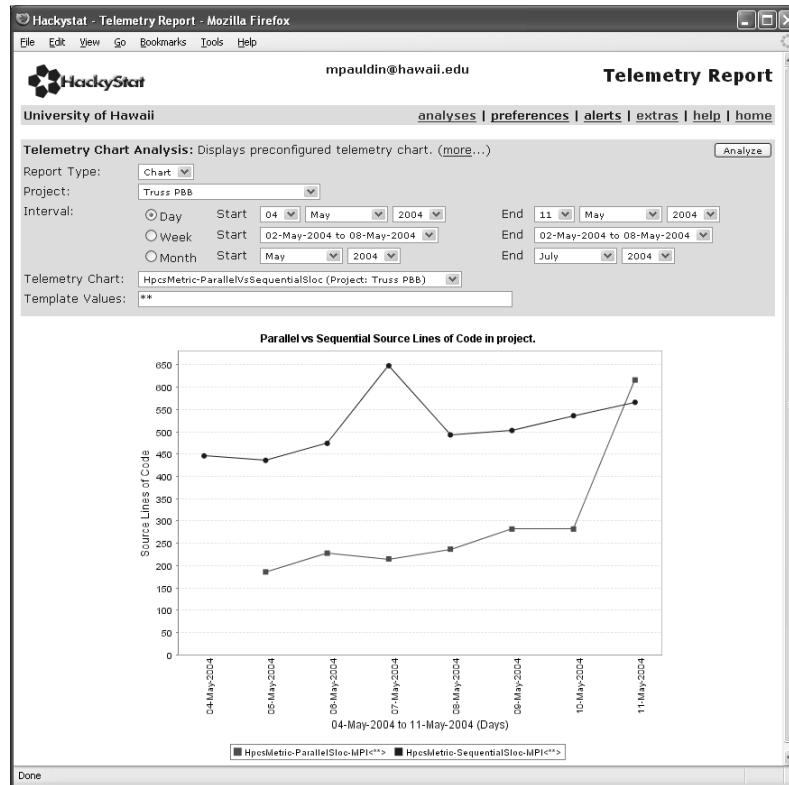 Hackystat - Telemetry Report - Mozilla Firefox
File Edit View Go Bookmarks Tools Help
HackyStat
mpauldin@hawaii.edu
Telemetry Report
University of Hawaii
analyses | preferences | alerts | extras | help | home
Telemetry Chart Analysis: Displays preconfigured telemetry chart. (more...) Analyze
Report Type: Chart
Project: Truss PBB
Interval: Day Start 04 May 2004 End 11 May 2004
Week Start 02-May-2004 to 08-May-2004 End 02-May-2004 to 08-May-2004
Month Start May 2004 End July 2004
Telemetry Chart: HpcsMetric-ParallelVsSequentialSloc (Project: Truss PBB)
Template Values: **
Parallel vs Sequential Source Lines of Code in project.
Source Lines of Code
650
600
550
500
450
400
350
300
250
200
150
100
50
0
04-May-2004
05-May-2004
06-May-2004
07-May-2004
08-May-2004
09-May-2004
10-May-2004
11-May-2004
04-May-2004 to 11-May-2004 (Days)
HpcsMetric-ParallelSloc-MPI<**> HpcsMetric-SequentialSloc-MPI<**>
Done